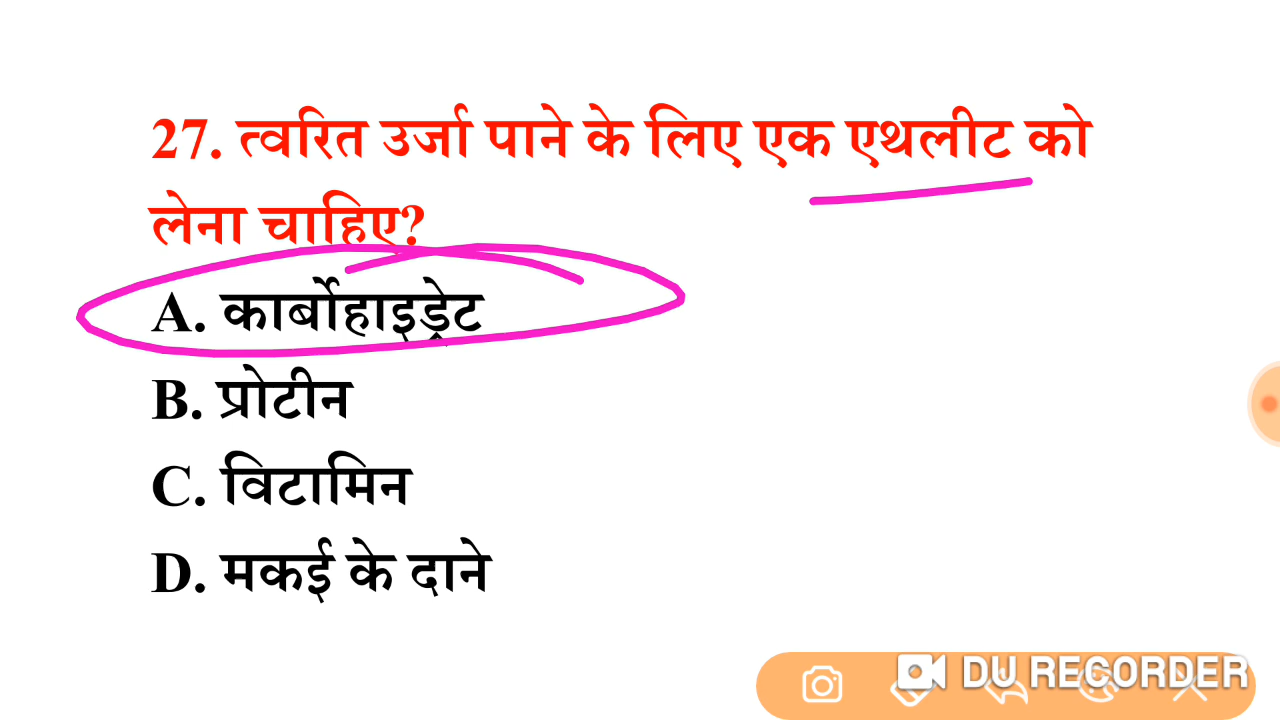 27. त्वरित उर्जा पाने के लिए एक एथलीट को
लेना चाहिए?
A. कार्बोहाइड्रेट
B. प्रोटीन
C. विटामिन
D. मकई के दाने
DU RECORDER